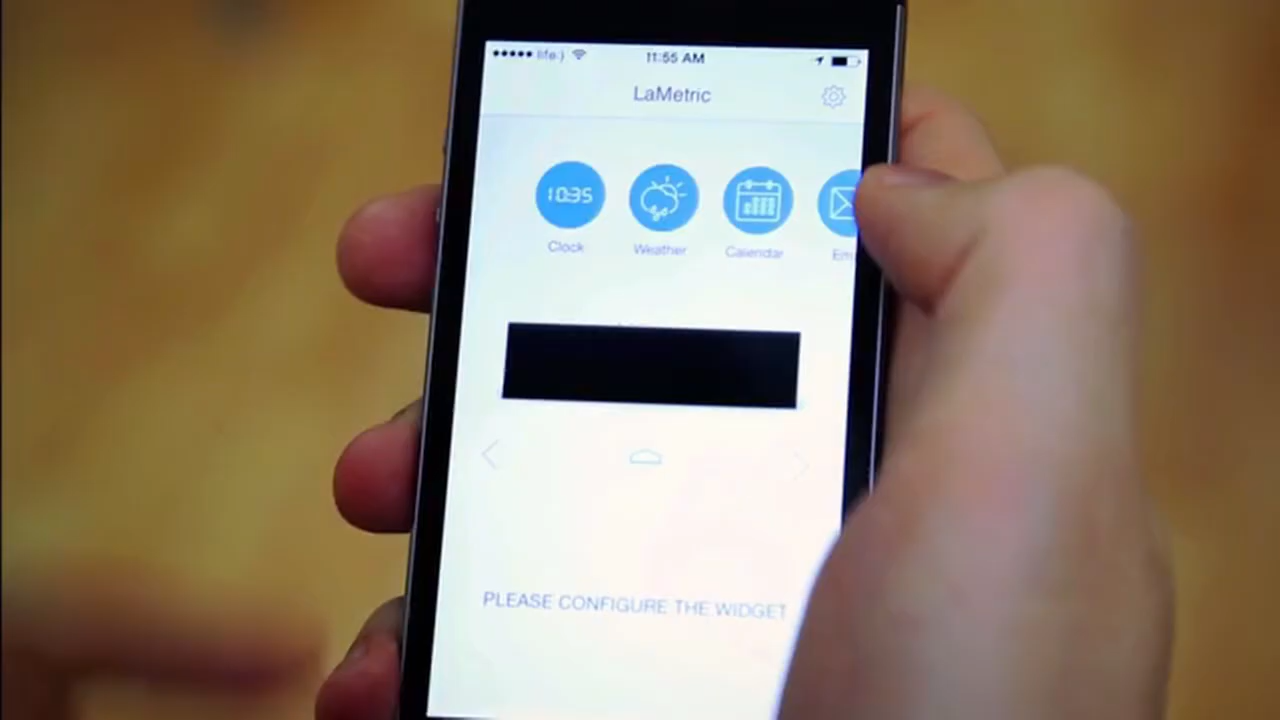 life:) 11:55 AM
LaMetric
10:35
Clock Weather Calendar Em
PLEASE CONFIGURE THE WIDGET